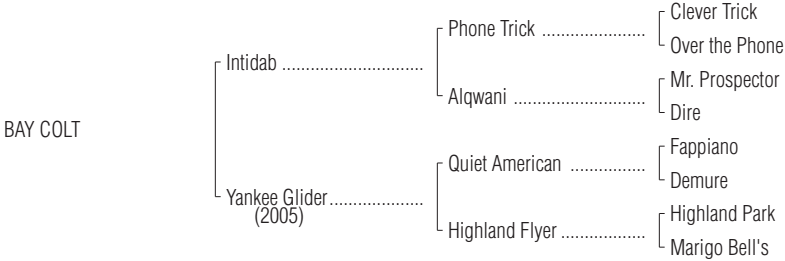 Clever Trick
Phone Trick ......................
Over the Phone
Intidab ..............................
Mr. Prospector
Alqwani ............................
Dire
BAY COLT
Fappiano
Quiet American ................
Demure
Yankee Glider....................
(2005)
Highland Park
Highland Flyer ..................
Marigo Bell's